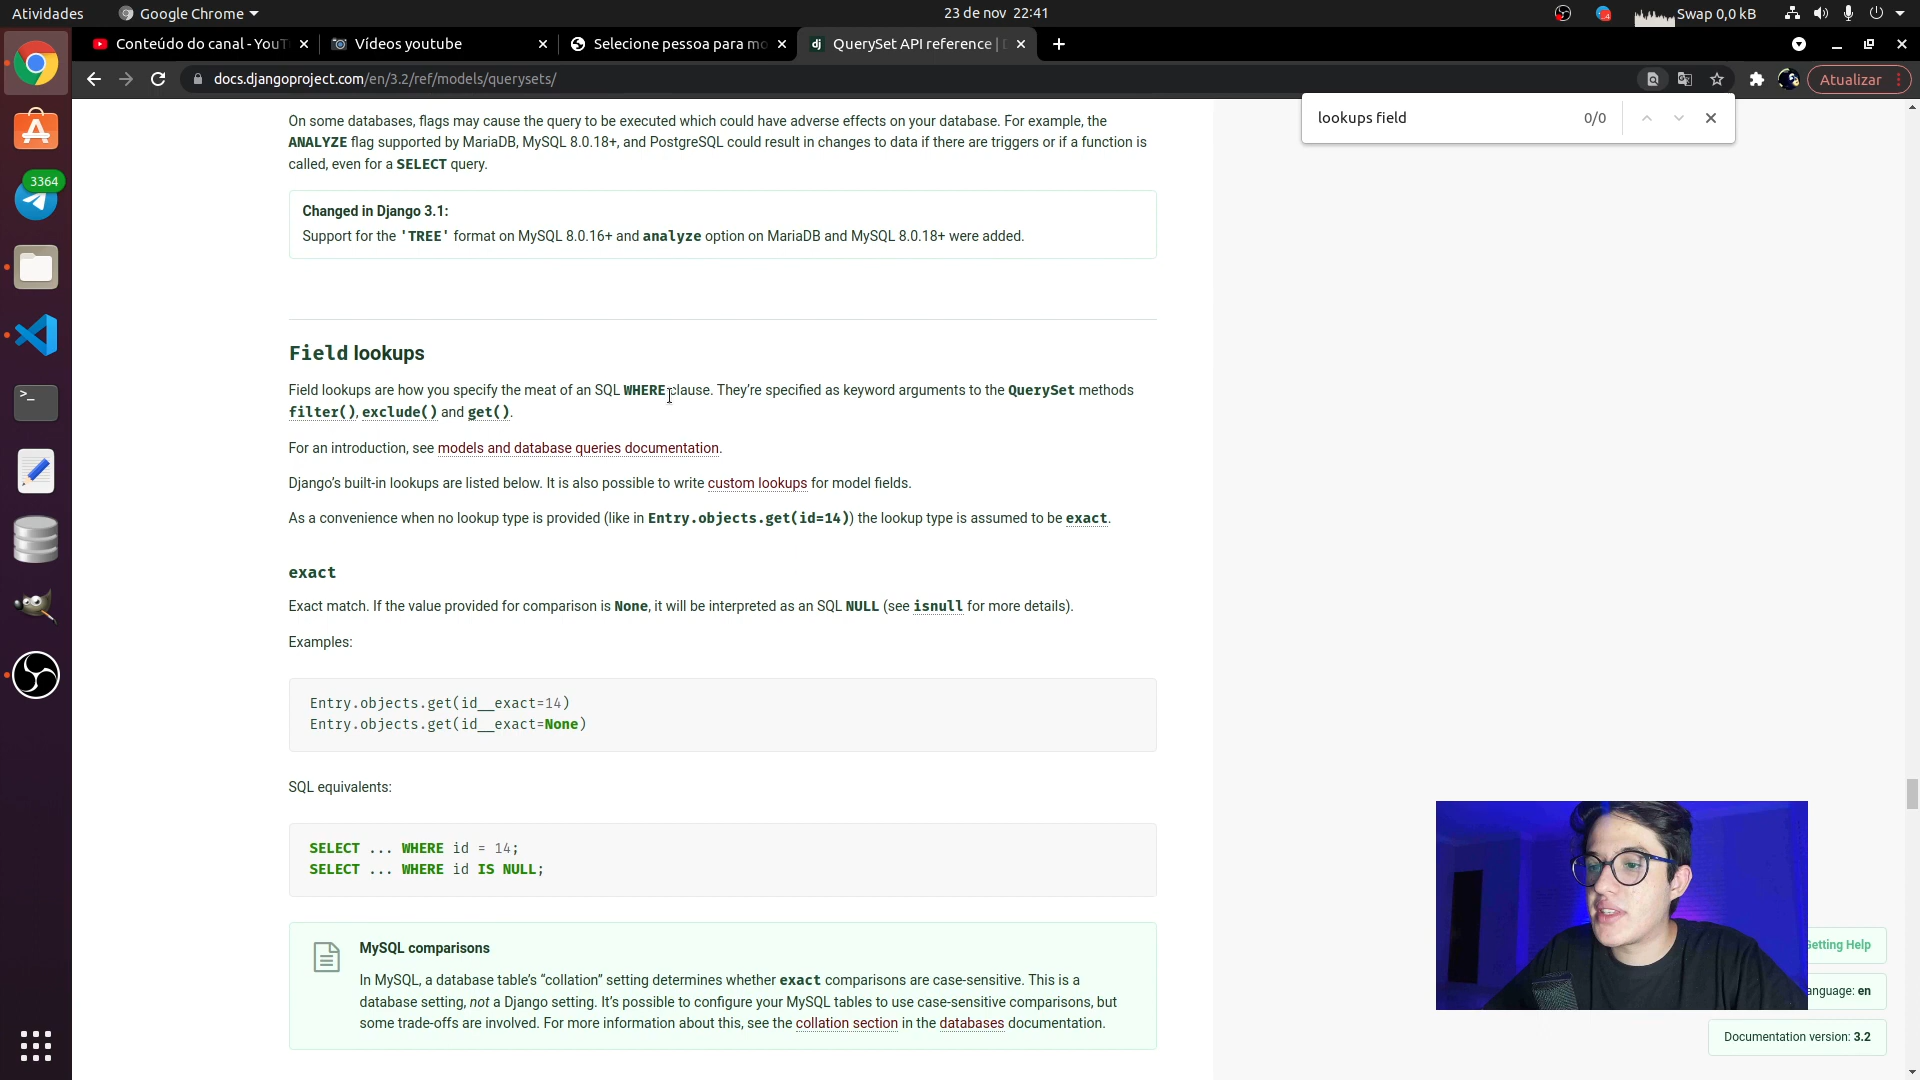 Atividades
Google Chrome
23 de nov 22:41
4
Swap 0,0 kB
Conteúdo do canal - YouT
Vídeos youtube
Selecione pessoa para mo
dj
QuerySet API reference |
docs.djangoproject.com/en/3.2/ref/models/querysets/
Atualizar
lookups field
0/0
3364
>_
On some databases, flags may cause the query to be executed which could have adverse effects on your database. For example, the
ANALYZE flag supported by MariaDB, MySQL 8.0.18+, and PostgreSQL could result in changes to data if there are triggers or if a function is
called, even for a SELECT query.
Changed in Django 3.1:
Support for the 'TREE' format on MySQL 8.0.16+ and analyze option on MariaDB and MySQL 8.0.18+ were added.
Field lookups
Field lookups are how you specify the meat of an SQL WHERE clause. They’re specified as keyword arguments to the QuerySet methods
filter(), exclude() and get().
For an introduction, see models and database queries documentation.
Django’s built-in lookups are listed below. It is also possible to write custom lookups for model fields.
As a convenience when no lookup type is provided (like in Entry.objects.get(id=14)) the lookup type is assumed to be exact.
exact
Exact match. If the value provided for comparison is None, it will be interpreted as an SQL NULL (see isnull for more details).
Examples:
Entry.objects.get(id__exact=14)
Entry.objects.get(id__exact=None)
SQL equivalents:
SELECT ... WHERE id = 14;
SELECT ... WHERE id IS NULL;
MySQL comparisons
In MySQL, a database table’s “collation” setting determines whether exact comparisons are case-sensitive. This is a
database setting, not a Django setting. It’s possible to configure your MySQL tables to use case-sensitive comparisons, but
some trade-offs are involved. For more information about this, see the collation section in the databases documentation.
Getting Help
anguage: en
Documentation version: 3.2